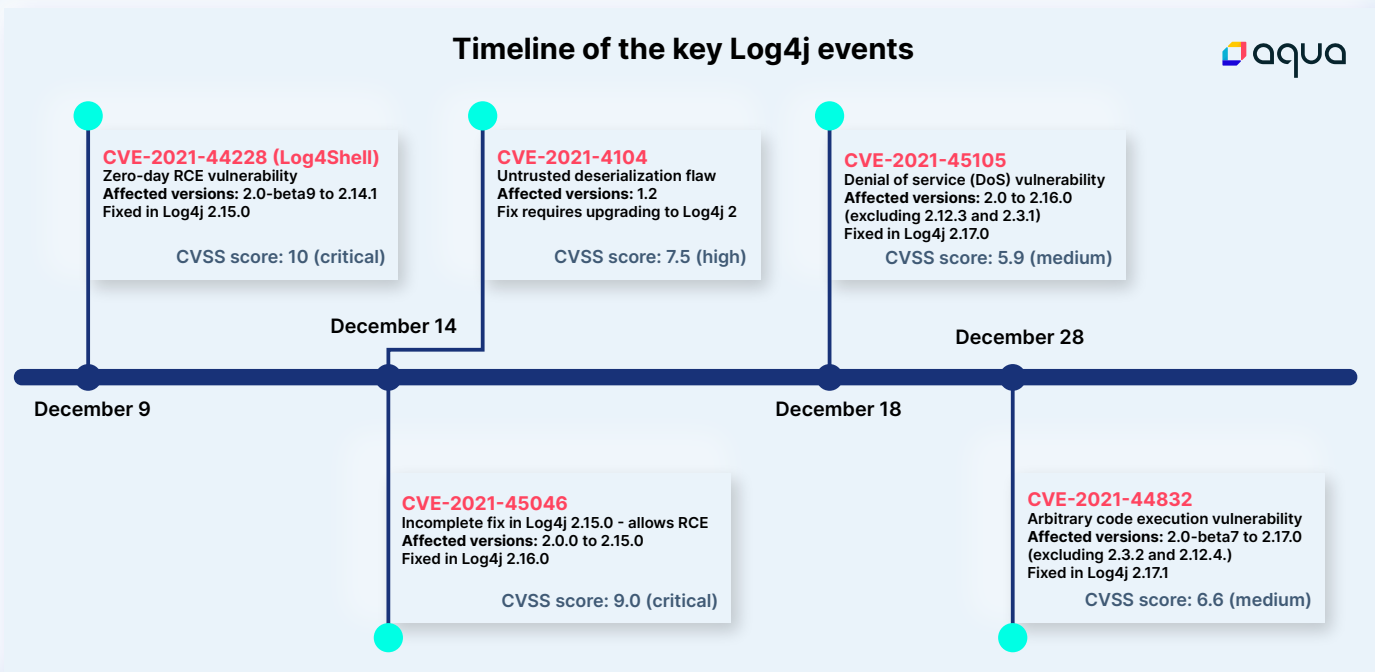 Timeline of the key Log4j events
aqua
CVE-2021-44228 (Log4Shell)
Zero-day RCE vulnerability
Affected versions: 2.0-beta9 to 2.14.1
Fixed in Log4j 2.15.0
CVSS score: 10 (critical)
CVE-2021-4104
Untrusted deserialization flaw
Affected versions: 1.2
Fix requires upgrading to Log4j 2
CVSS score: 7.5 (high)
CVE-2021-45105
Denial of service (DoS) vulnerability
Affected versions: 2.0 to 2.16.0
(excluding 2.12.3 and 2.3.1)
Fixed in Log4j 2.17.0
CVSS score: 5.9 (medium)
December 14
December 28
December 9
December 18
CVE-2021-45046
Incomplete fix in Log4j 2.15.0 - allows RCE
Affected versions: 2.0.0 to 2.15.0
Fixed in Log4j 2.16.0
CVSS score: 9.0 (critical)
CVE-2021-44832
Arbitrary code execution vulnerability
Affected versions: 2.0-beta7 to 2.17.0
(excluding 2.3.2 and 2.12.4.)
Fixed in Log4j 2.17.1
CVSS score: 6.6 (medium)